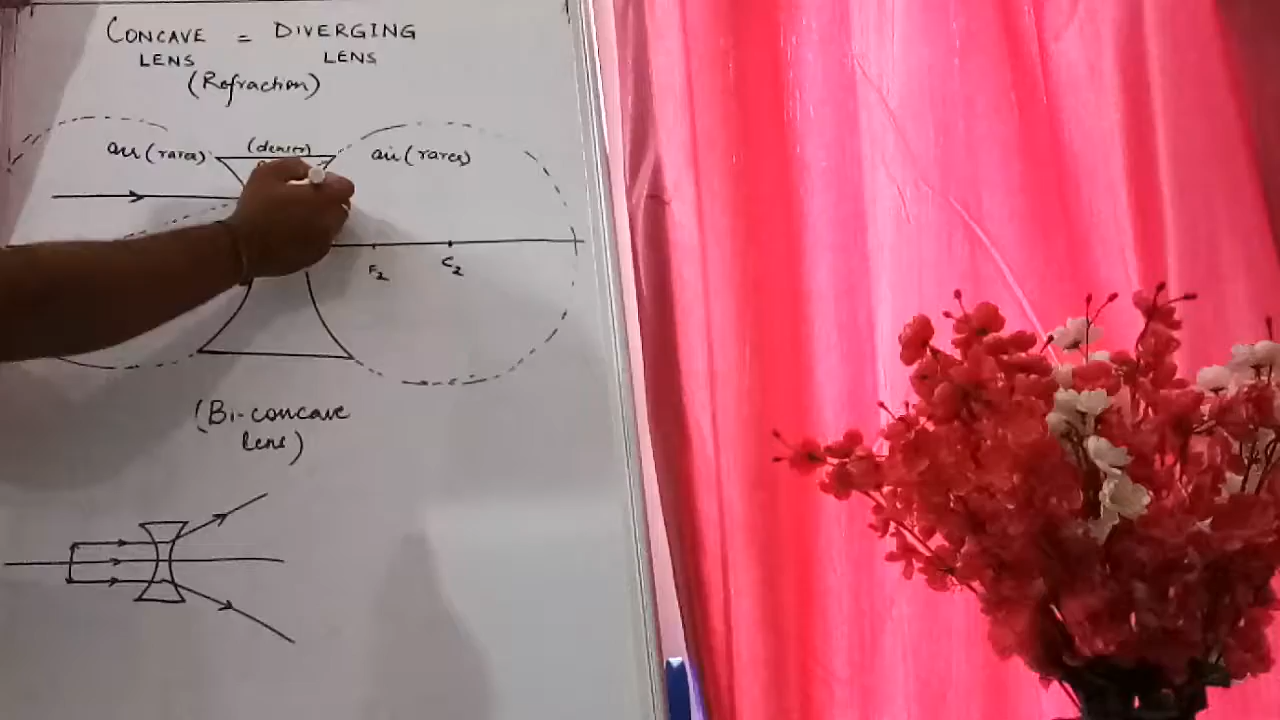 CONCAVE = DIVERGING
LENS LENS
(Refraction)
air (rarer) (denser) air (rarer)
F2 C2
(Bi-concave
lens)